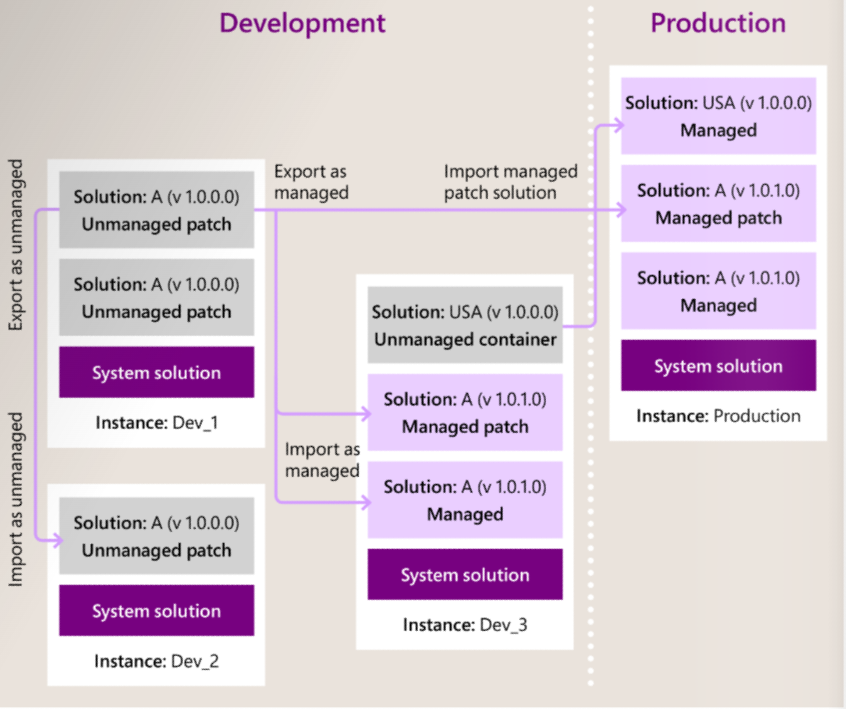 Development
Production
Export as unmanaged
Import as unmanaged
Solution: A (v 1.0.0.0)
Unmanaged patch
Solution: A (v 1.0.0.0)
Unmanaged patch
System solution
Instance: Dev_1
Solution: A (v 1.0.0.0)
Unmanaged patch
System solution
Instance: Dev_2
Export as
managed
Import managed
patch solution
Import as
managed
Solution: USA (v 1.0.0.0)
Unmanaged container
Solution: A (v 1.0.1.0)
Managed patch
Solution: A (v 1.0.1.0)
Managed
System solution
Instance: Dev_3
Solution: USA (v 1.0.0.0)
Managed
Solution: A (v 1.0.1.0)
Managed patch
Solution: A (v 1.0.1.0)
Managed
System solution
Instance: Production